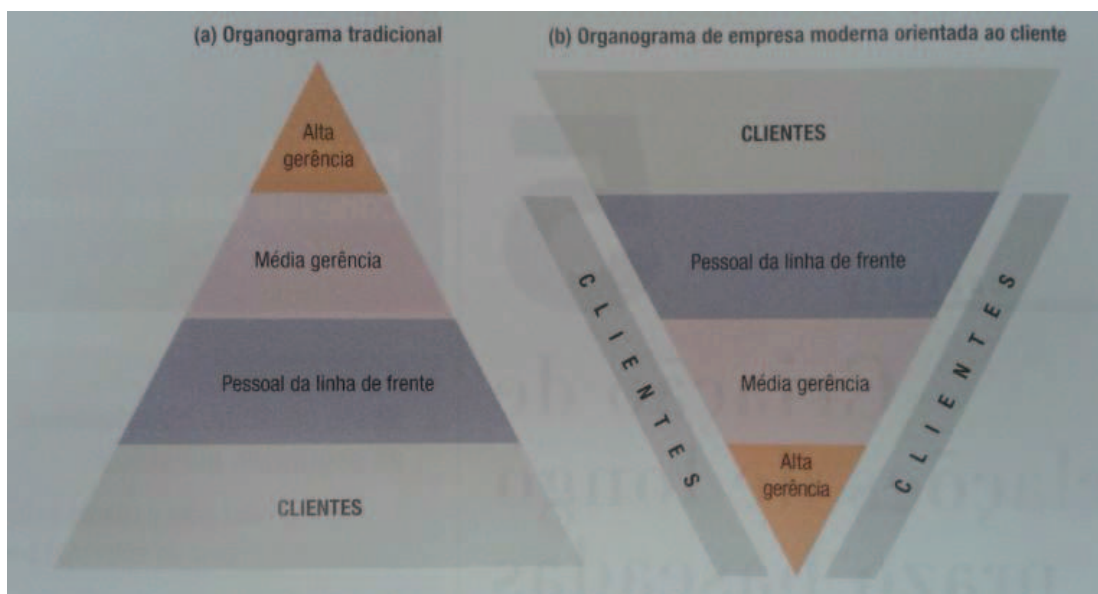 (a) Organograma tradicional
Alta
gerência
Média gerência
Pessoal da linha de frente
CLIENTES
(b) Organograma de empresa moderna orientada ao cliente
CLIENTES
Pessoal da linha de frente
Média gerência
Alta
gerência
CLIENTES
CLIENTES